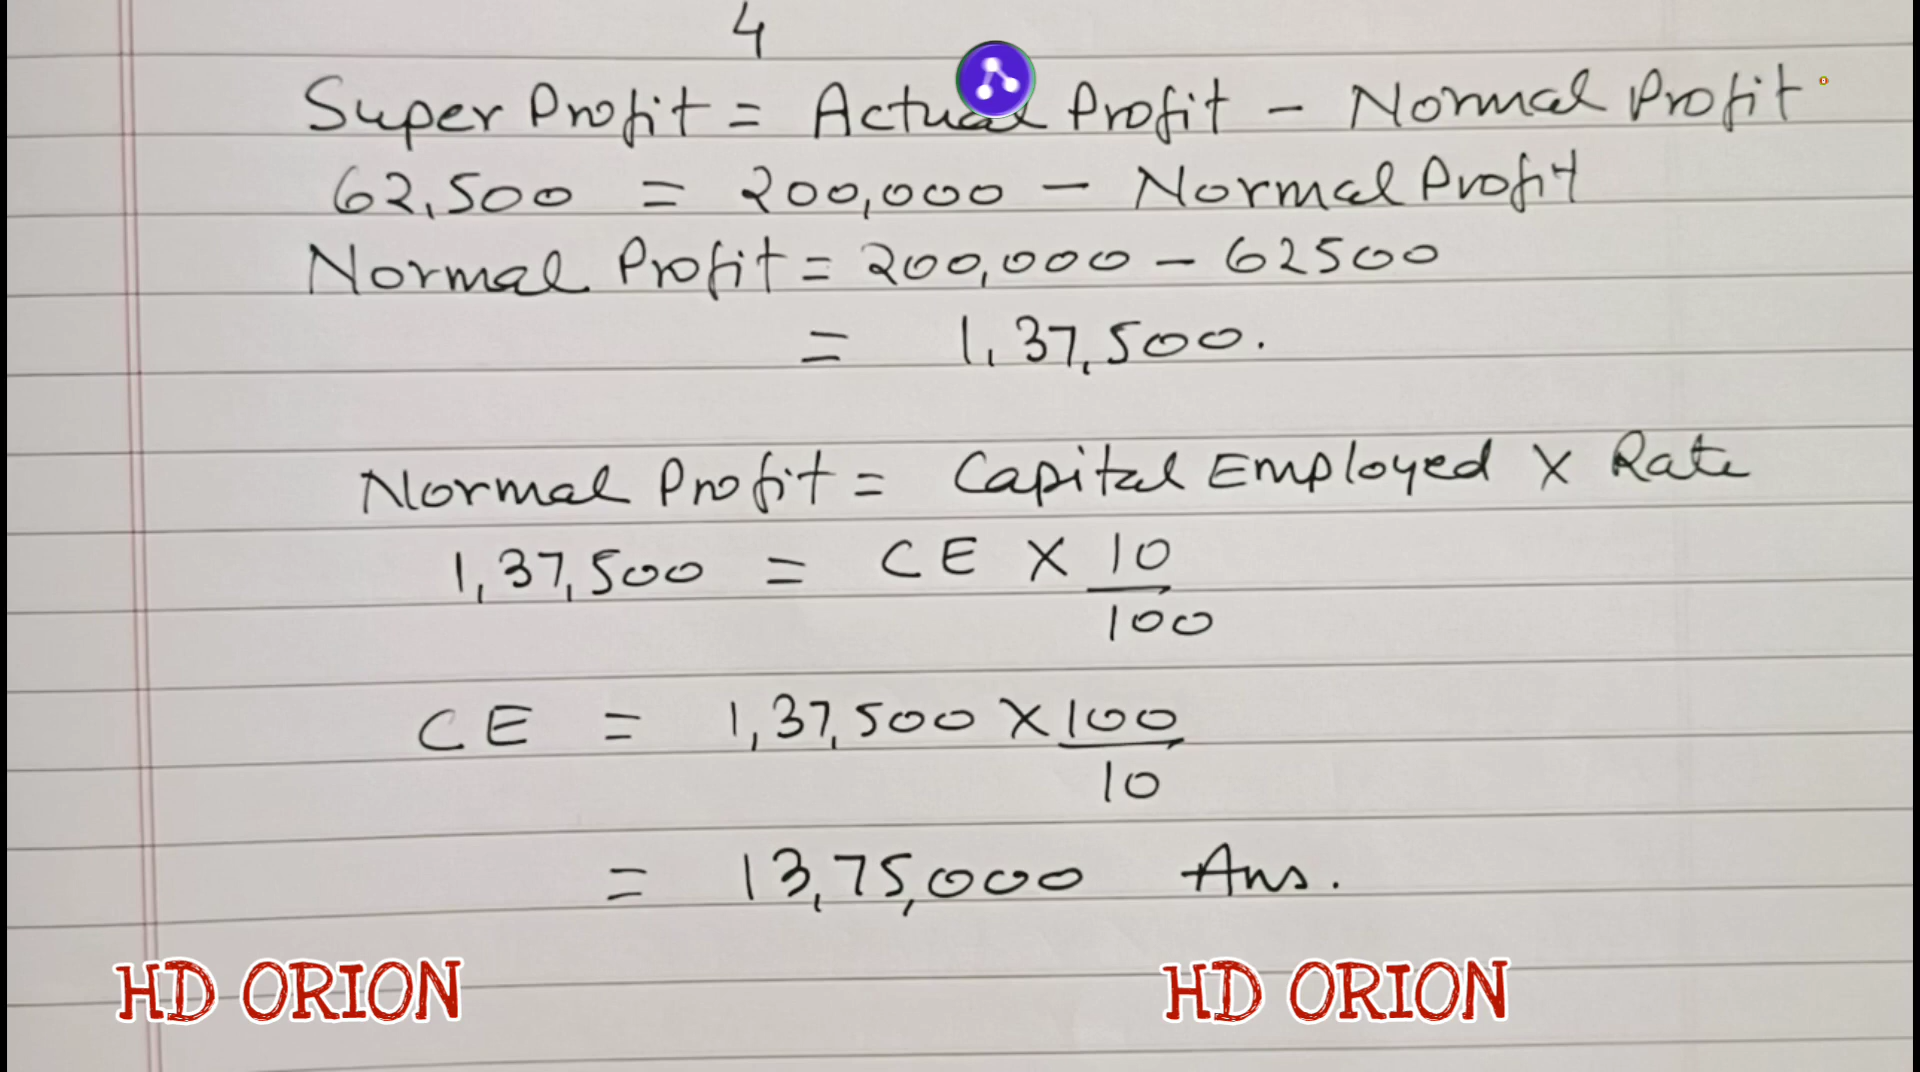 4
Super Profit = Actual Profit - Normal Profit
62,500 = 200,000 - Normal Profit
Normal Profit = 200,000 - 62500
= 1,37,500.
Normal Profit = Capital Employed X Rate
1,37,500 = CE X 10
100
CE = 1,37,500 X 100
10
= 13,75,000 Ans.
HD ORION HD ORION